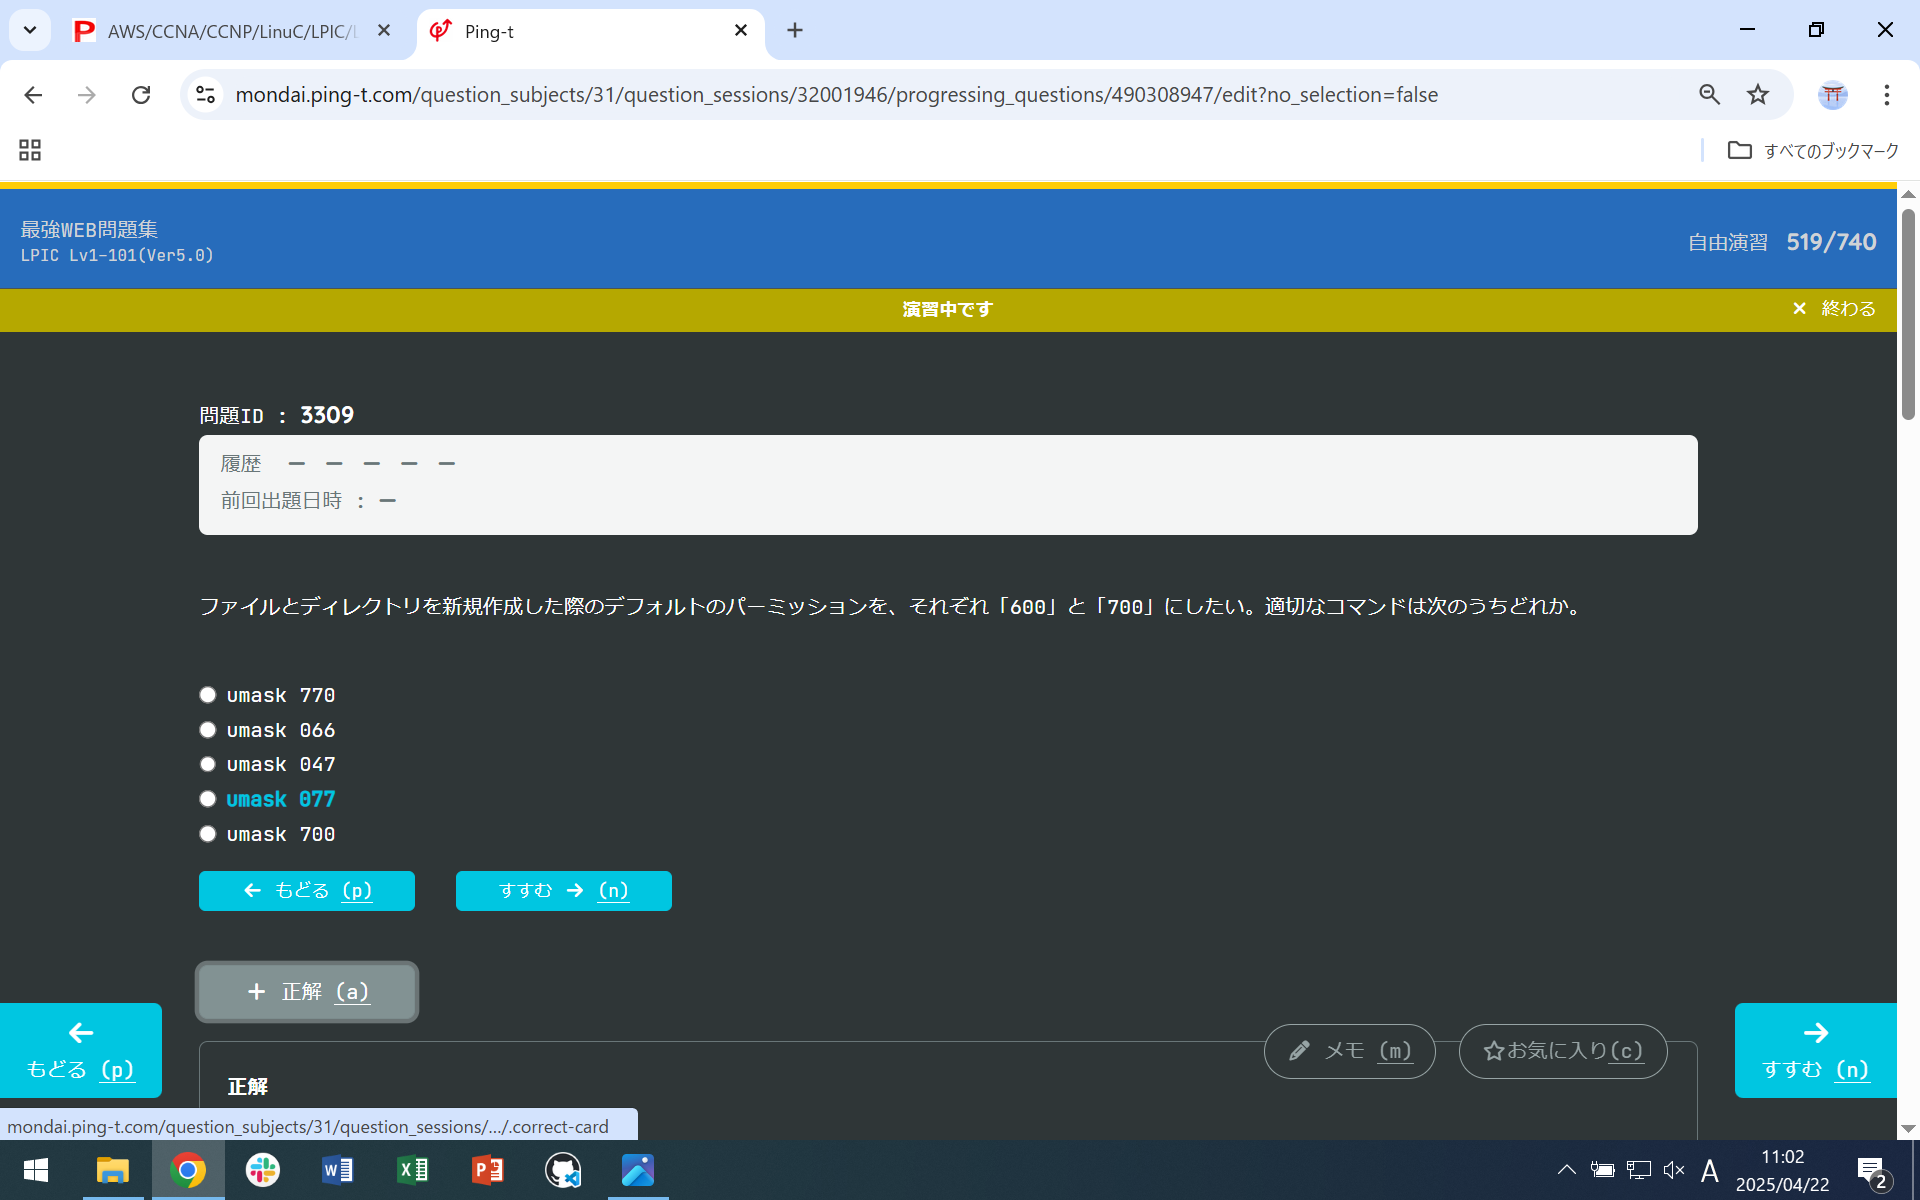 AWS/CCNA/CCNP/LinuC/LPIC/
Ping-t
mondai.ping-t.com/question_subjects/31/question_sessions/32001946/progressing_questions/490308947/edit?no_selection=false
すべてのブックマーク
最強WEB問題集
LPIC Lv1-101(Ver5.0)
自由演習 519/740
演習中です
× 終わる
問題ID : 3309
履歴 ー ー ー ー ー
前回出題日時 : ー
ファイルとディレクトリを新規作成した際のデフォルトのパーミッションを、それぞれ「600」と「700」にしたい。適切なコマンドは次のうちどれか。
umask 770
umask 066
umask 047
umask 077
umask 700
← もどる (p)
すすむ → (n)
+ 正解 (a)
メモ (m)
☆お気に入り(c)
正解
← もどる (p)
→ すすむ (n)
mondai.ping-t.com/question_subjects/31/question_sessions/.../.correct-card
A
11:02
2025/04/22
2